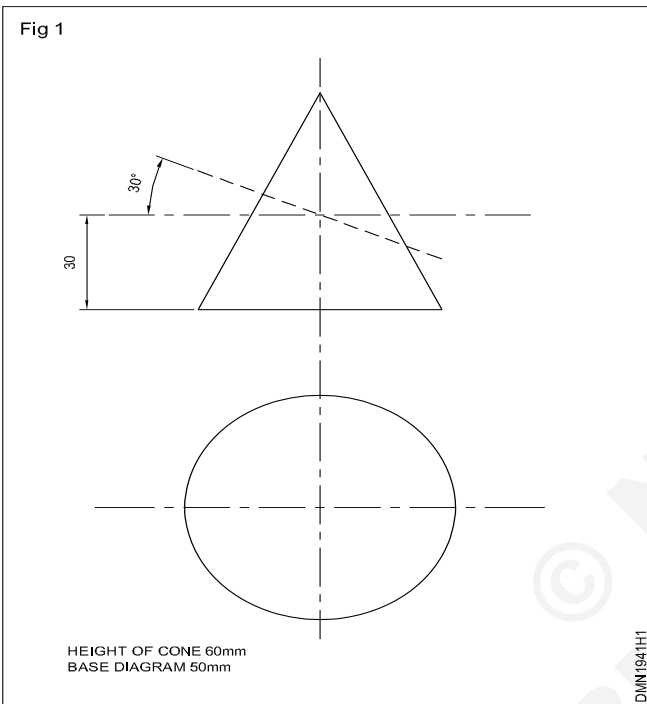 Fig 1
30°
30
HEIGHT OF CONE 60mm
BASE DIAGRAM 50mm
DMN1941H1
©